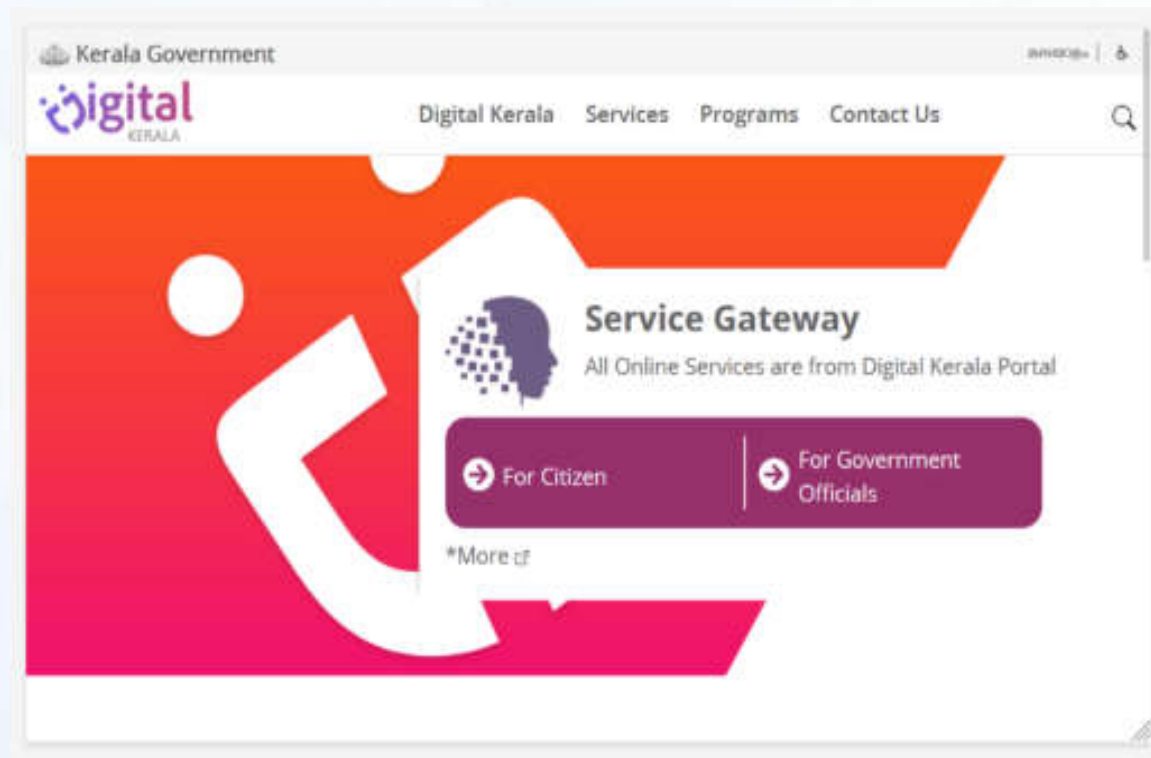 Kerala Government
Digital
KERALA
Digital Kerala Services Programs Contact Us
Service Gateway
All Online Services are from Digital Kerala Portal
For Citizen
For Government
Officials
*More